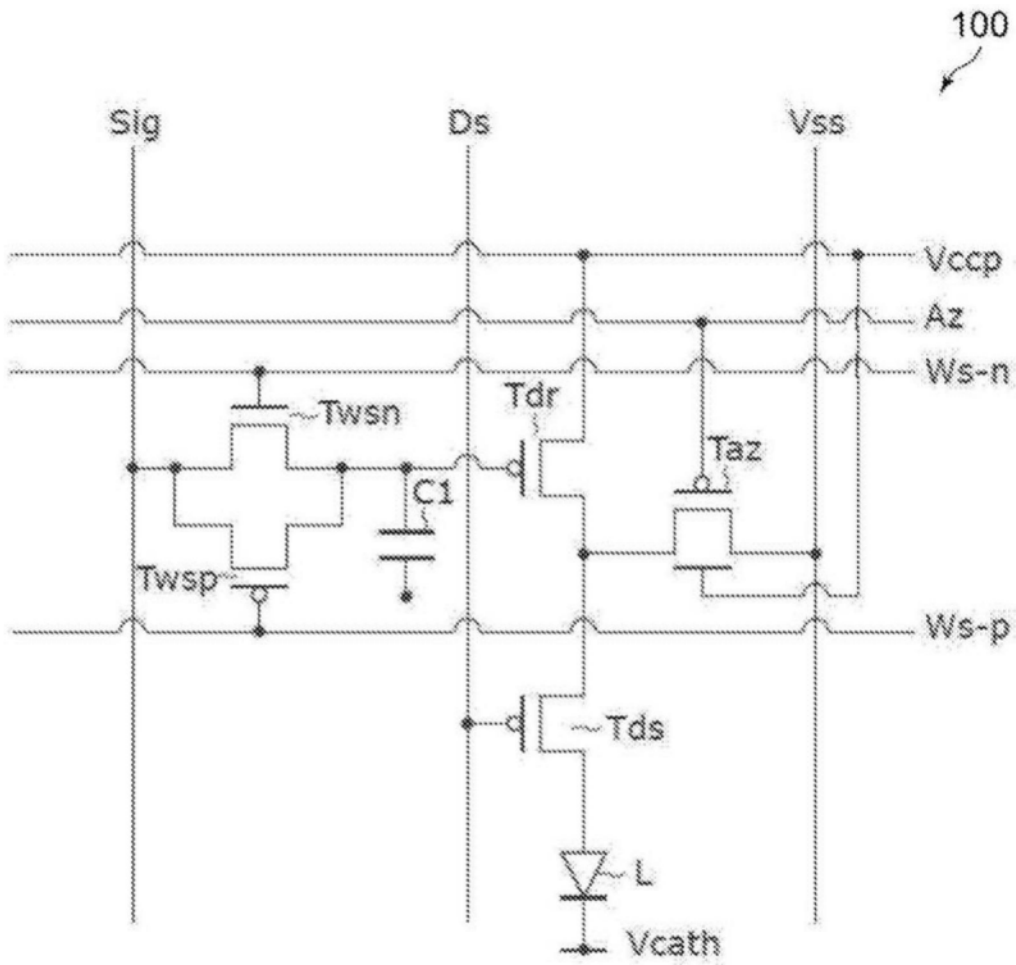 100
Sig
Ds
Vss
Vccp
Az
Ws-n
Tdr
Twsn
Taz
C1
Twsp
Ws-p
Tds
L
Vcath